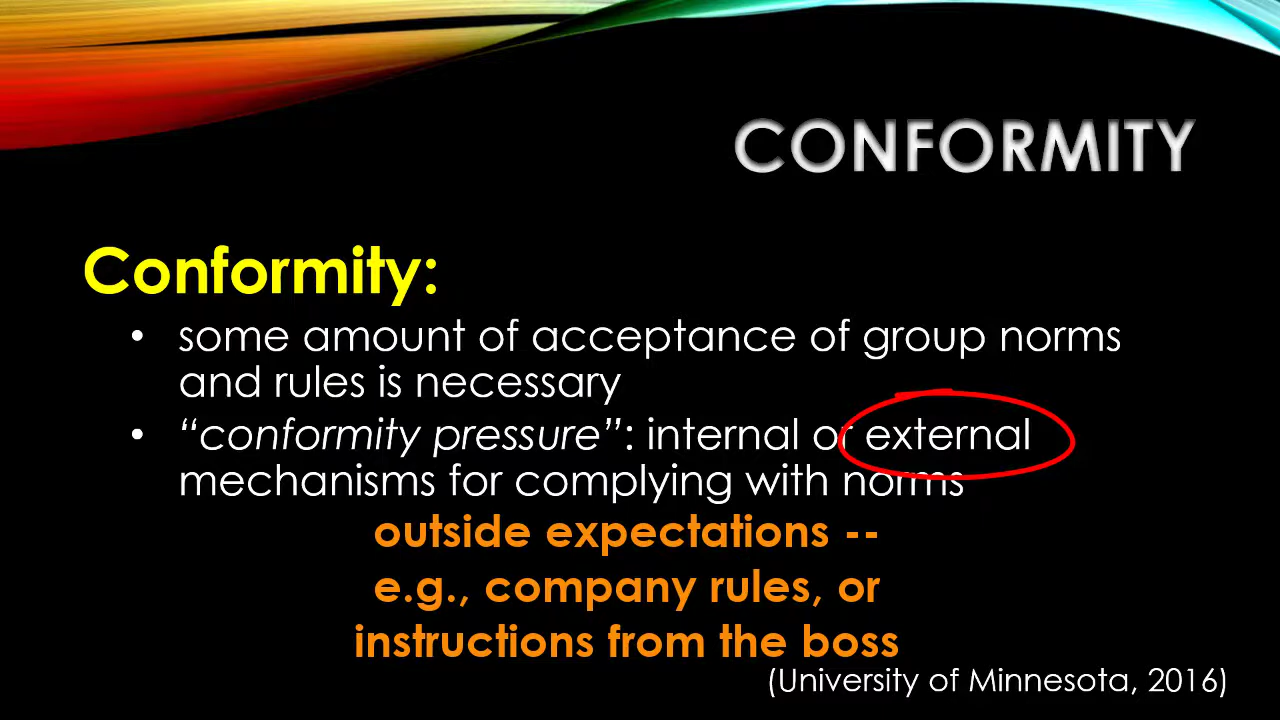 CONFORMITY
Conformity:
• some amount of acceptance of group norms
and rules is necessary
• “conformity pressure”: internal or external
mechanisms for complying with norms
outside expectations --
e.g., company rules, or
instructions from the boss
(University of Minnesota, 2016)